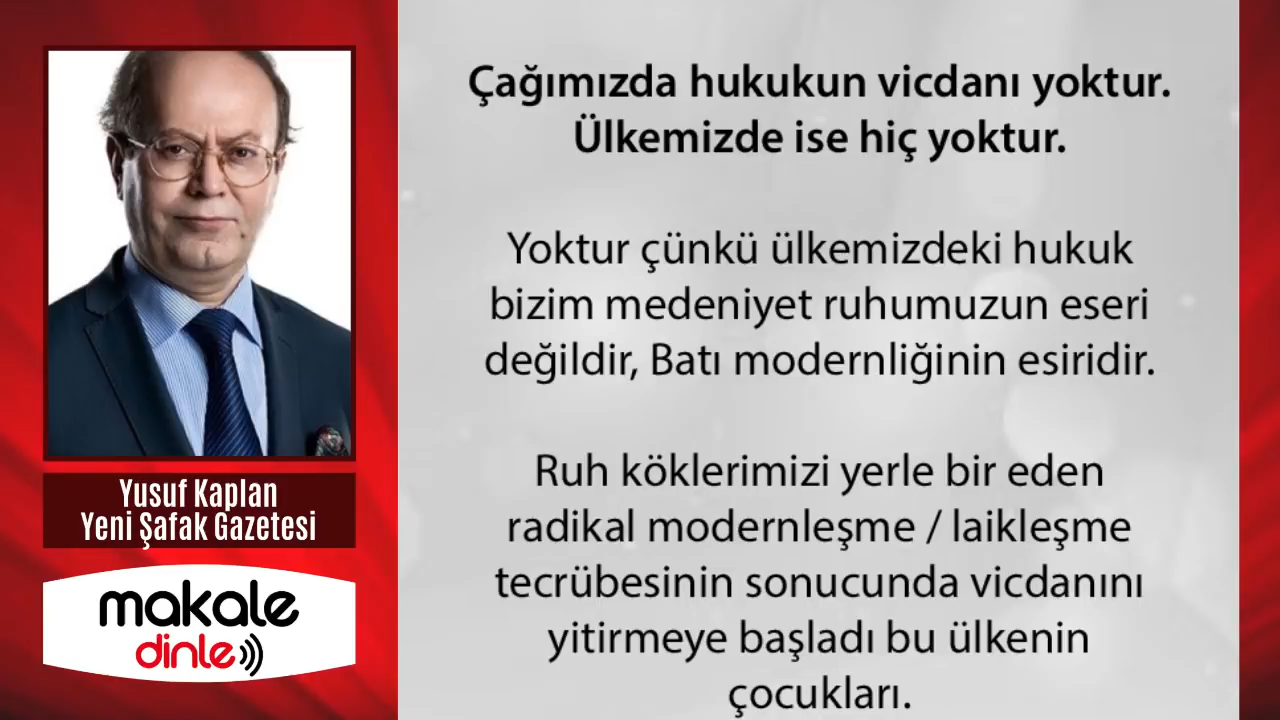 Çağımızda hukukun vicdanı yoktur.
Ülkemizde ise hiç yoktur.
Yoktur çünkü ülkemizdeki hukuk
bizim medeniyet ruhumuzun eseri
değildir, Batı modernliğinin esiridir.
Ruh köklerimizi yerle bir eden
radikal modernleşme / laikleşme
tecrübesinin sonucunda vicdanını
yitirmeye başladı bu ülkenin
çocukları.
Yusuf Kaplan
Yeni Şafak Gazetesi
makale
dinle